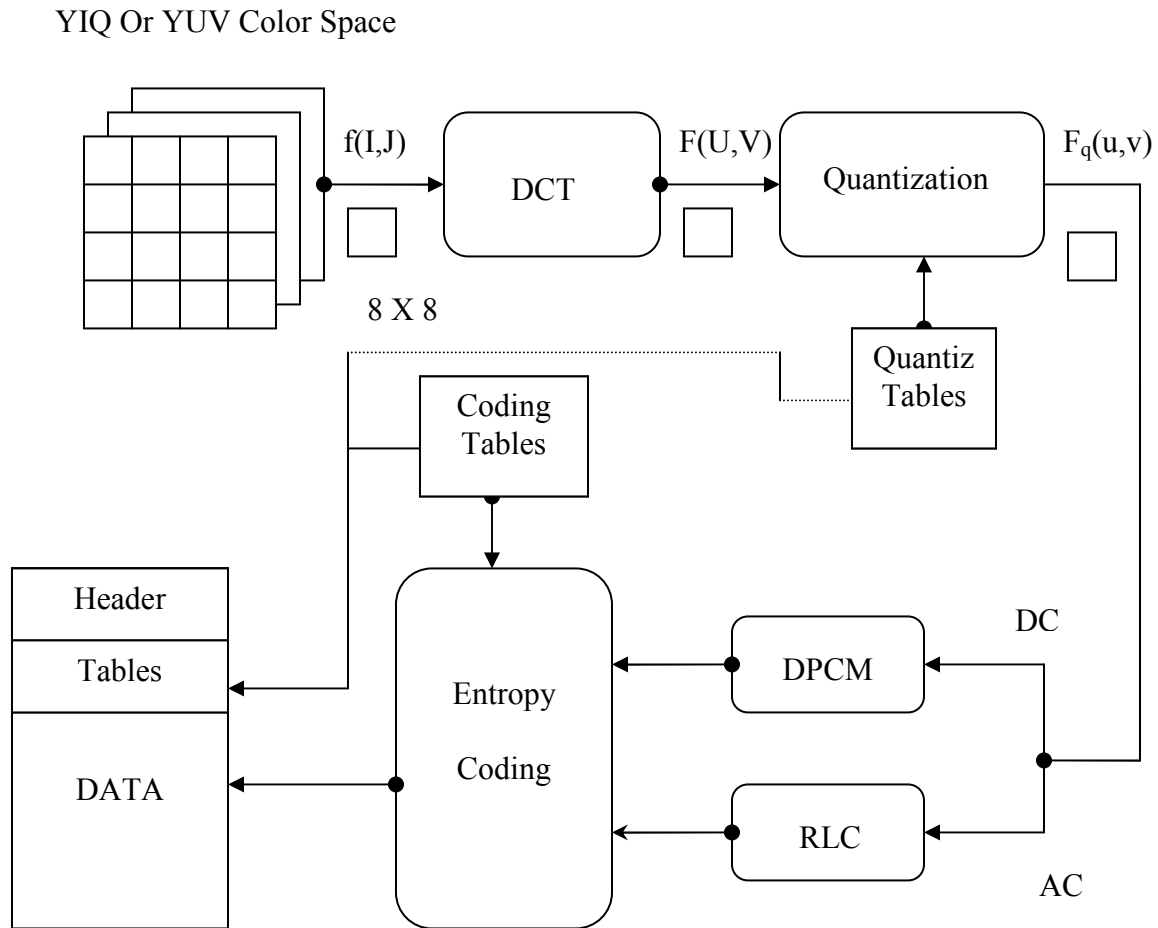 YIQ Or YUV Color Space
f(I,J)
F(U,V)
Fq(u,v)
DCT
Quantization
8 X 8
Quantiz
Tables
Coding
Tables
Header
Tables
DATA
Entropy
Coding
DC
DPCM
RLC
AC